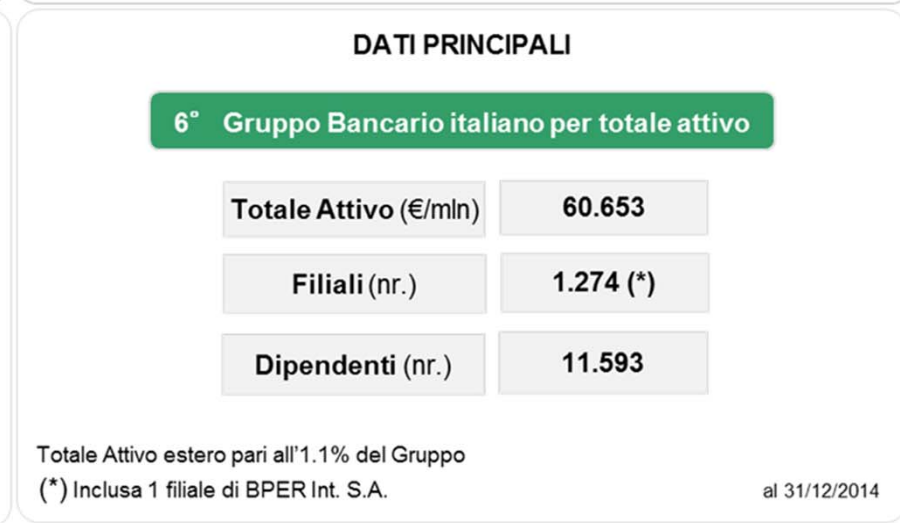 DATI PRINCIPALI
6° Gruppo Bancario italiano per totale attivo
Totale Attivo (€/mln) 60.653
Filiali (nr.) 1.274 (*)
Dipendenti (nr.) 11.593
Totale Attivo estero pari all'1.1% del Gruppo
(*) Inclusa 1 filiale di BPER Int. S.A.
al 31/12/2014